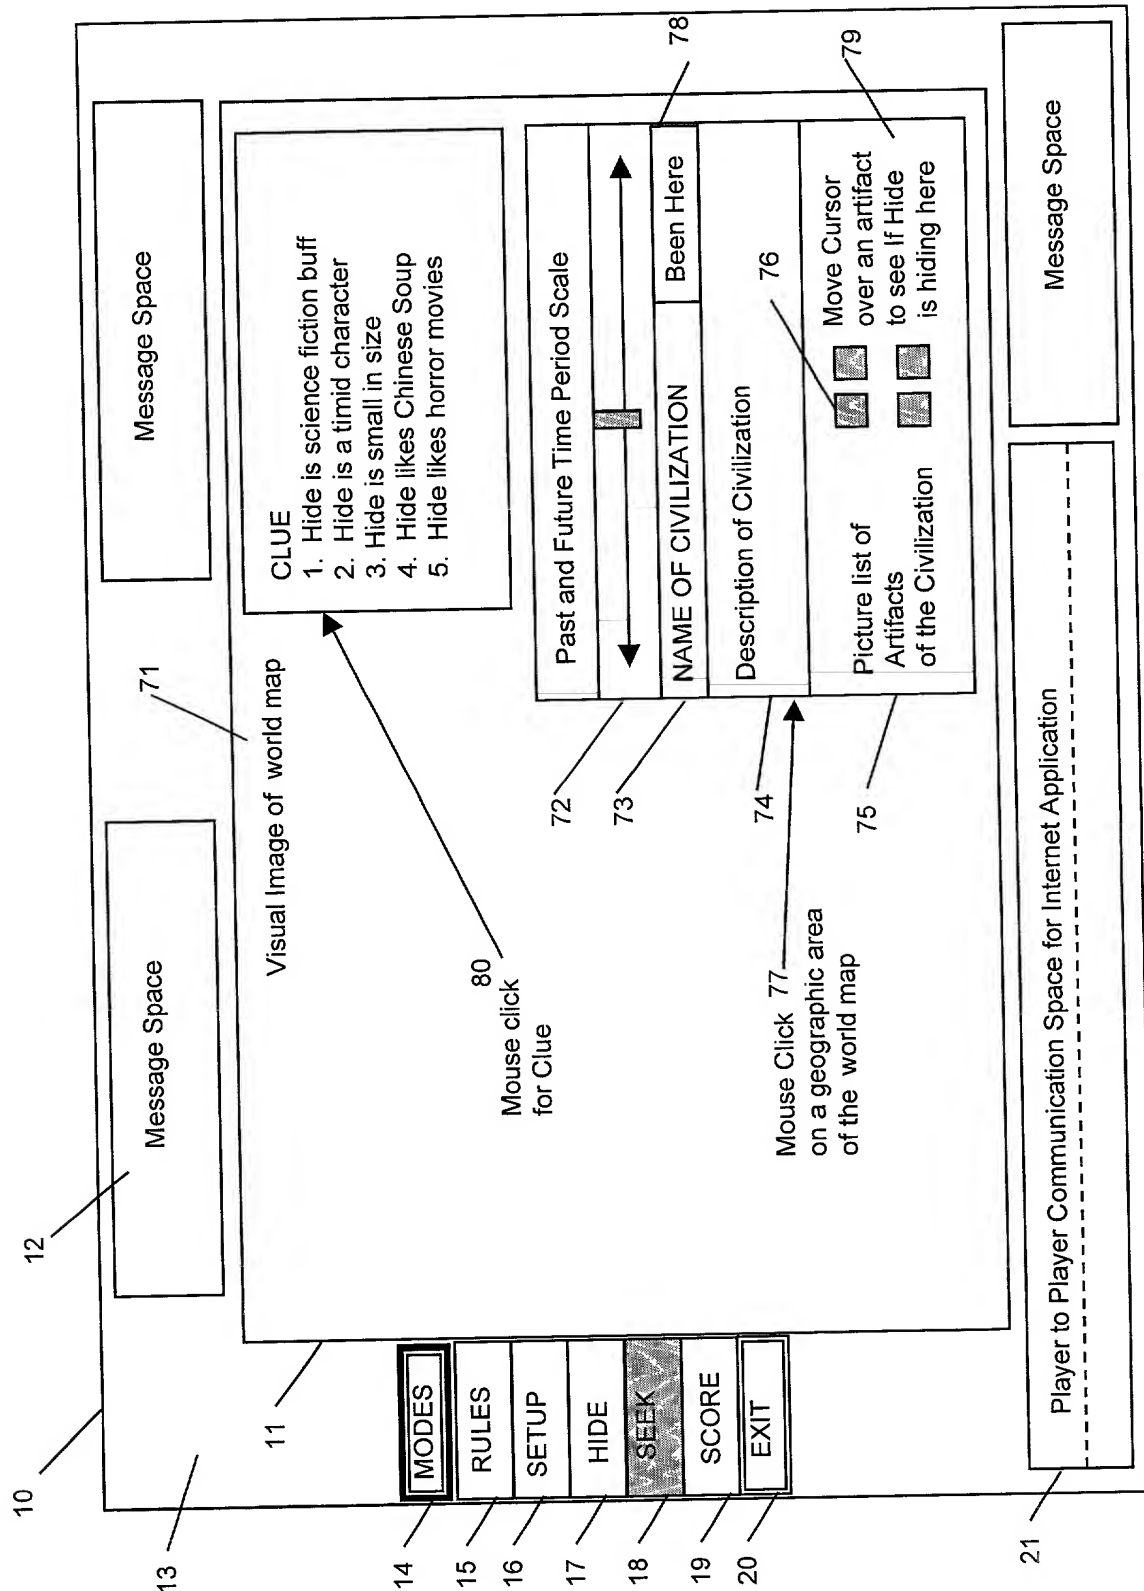 10
12
13
11
71
Message Space
Message Space
Visual Image of world map
CLUE
1. Hide is science fiction buff
2. Hide is a timid character
3. Hide is small in size
4. Hide likes Chinese Soup
5. Hide likes horror movies
80
Mouse click
for Clue
14
MODES
15
RULES
16
SETUP
17
HIDE
18
SEEK
19
SCORE
20
EXIT
Mouse Click 77
on a geographic area
of the world map
72
Past and Future Time Period Scale
73
NAME OF CIVILIZATION
Been Here
78
74
Description of Civilization
76
75
Picture list of
Artifacts
of the Civilization
Move Cursor
over an artifact
to see If Hide
is hiding here
79
21
Player to Player Communication Space for Internet Application
Message Space